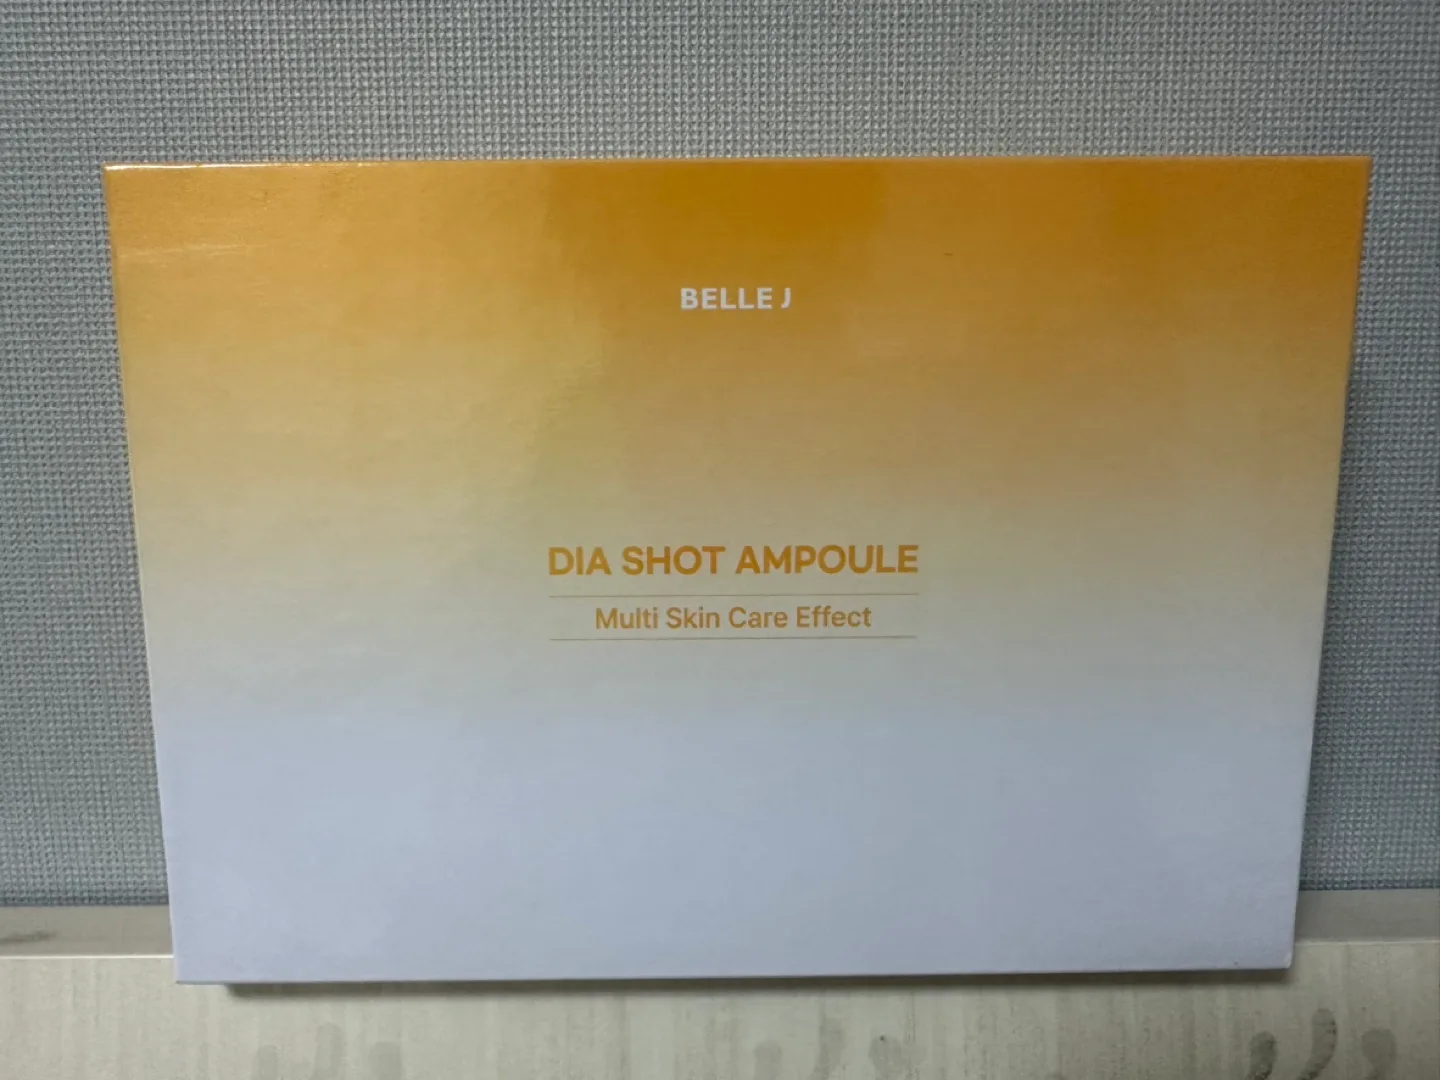 BELLE J
DIA SHOT AMPOULE
Multi Skin Care Effect